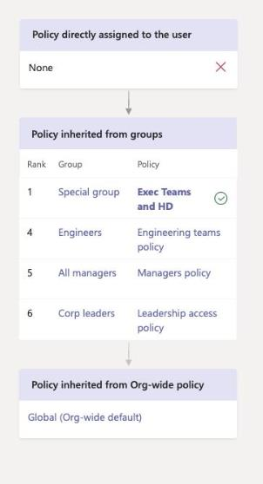 Policy directly assigned to the user
None
Policy inherited from groups
Rank Group Policy
1 Special group Exec Teams
and HD
4 Engineers Engineering teams
policy
5 All managers Managers policy
6 Corp leaders Leadership access
policy
Policy inherited from Org-wide policy
Global (Org-wide default)